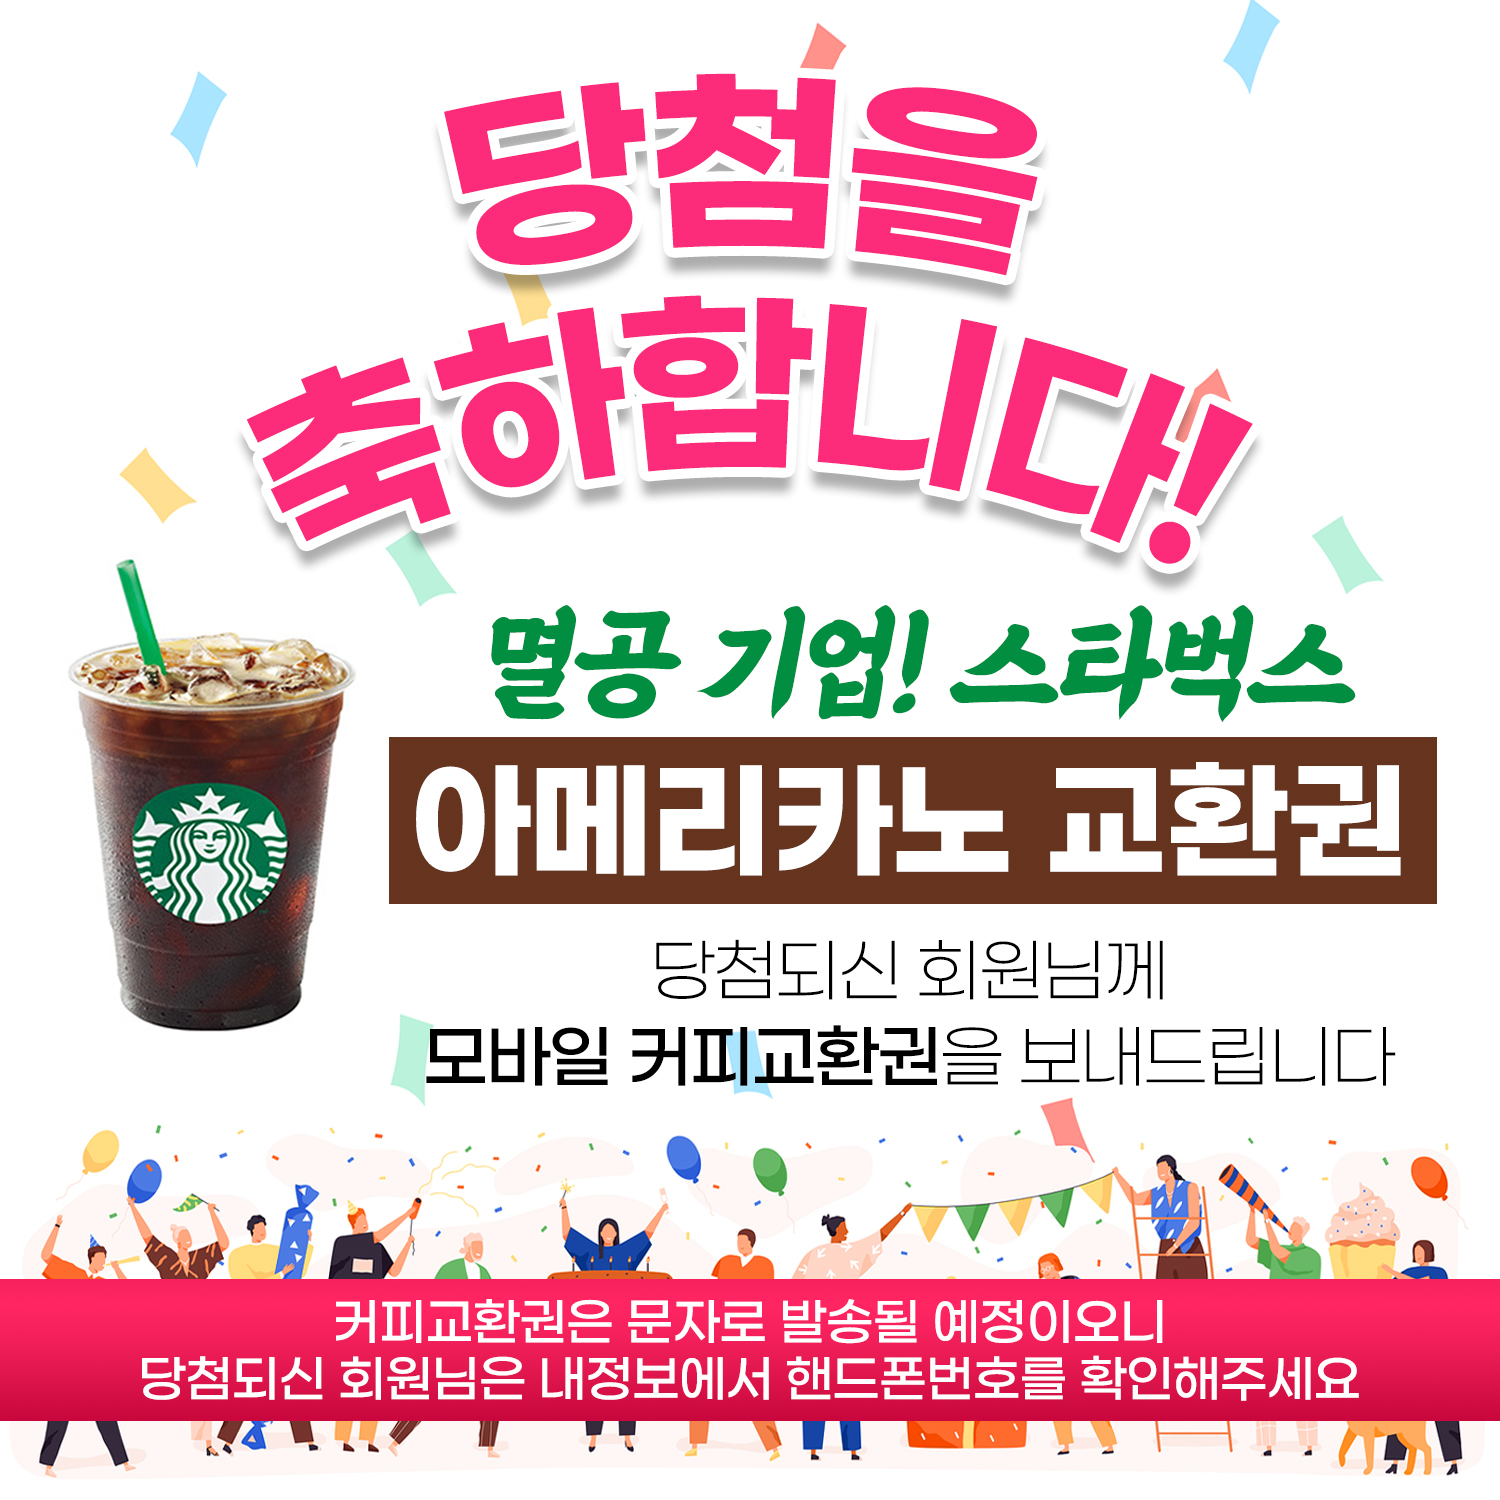 당첨을
축하합니다!
멸공 기업! 스타벅스
아메리카노 교환권
당첨되신 회원님께
모바일 커피교환권을 보내드립니다
커피교환권은 문자로 발송될 예정이오니
당첨되신 회원님은 내정보에서 핸드폰번호를 확인해주세요